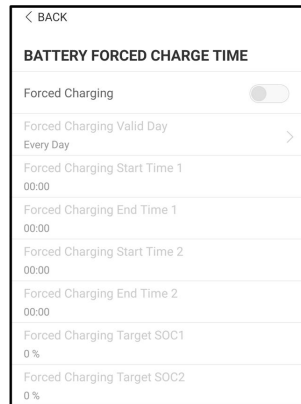 < BACK
BATTERY FORCED CHARGE TIME
Forced Charging
Forced Charging Valid Day
Every Day
Forced Charging Start Time 1
00:00
Forced Charging End Time 1
00:00
Forced Charging Start Time 2
00:00
Forced Charging End Time 2
00:00
Forced Charging Target SOC1
0 %
Forced Charging Target SOC2
0 %